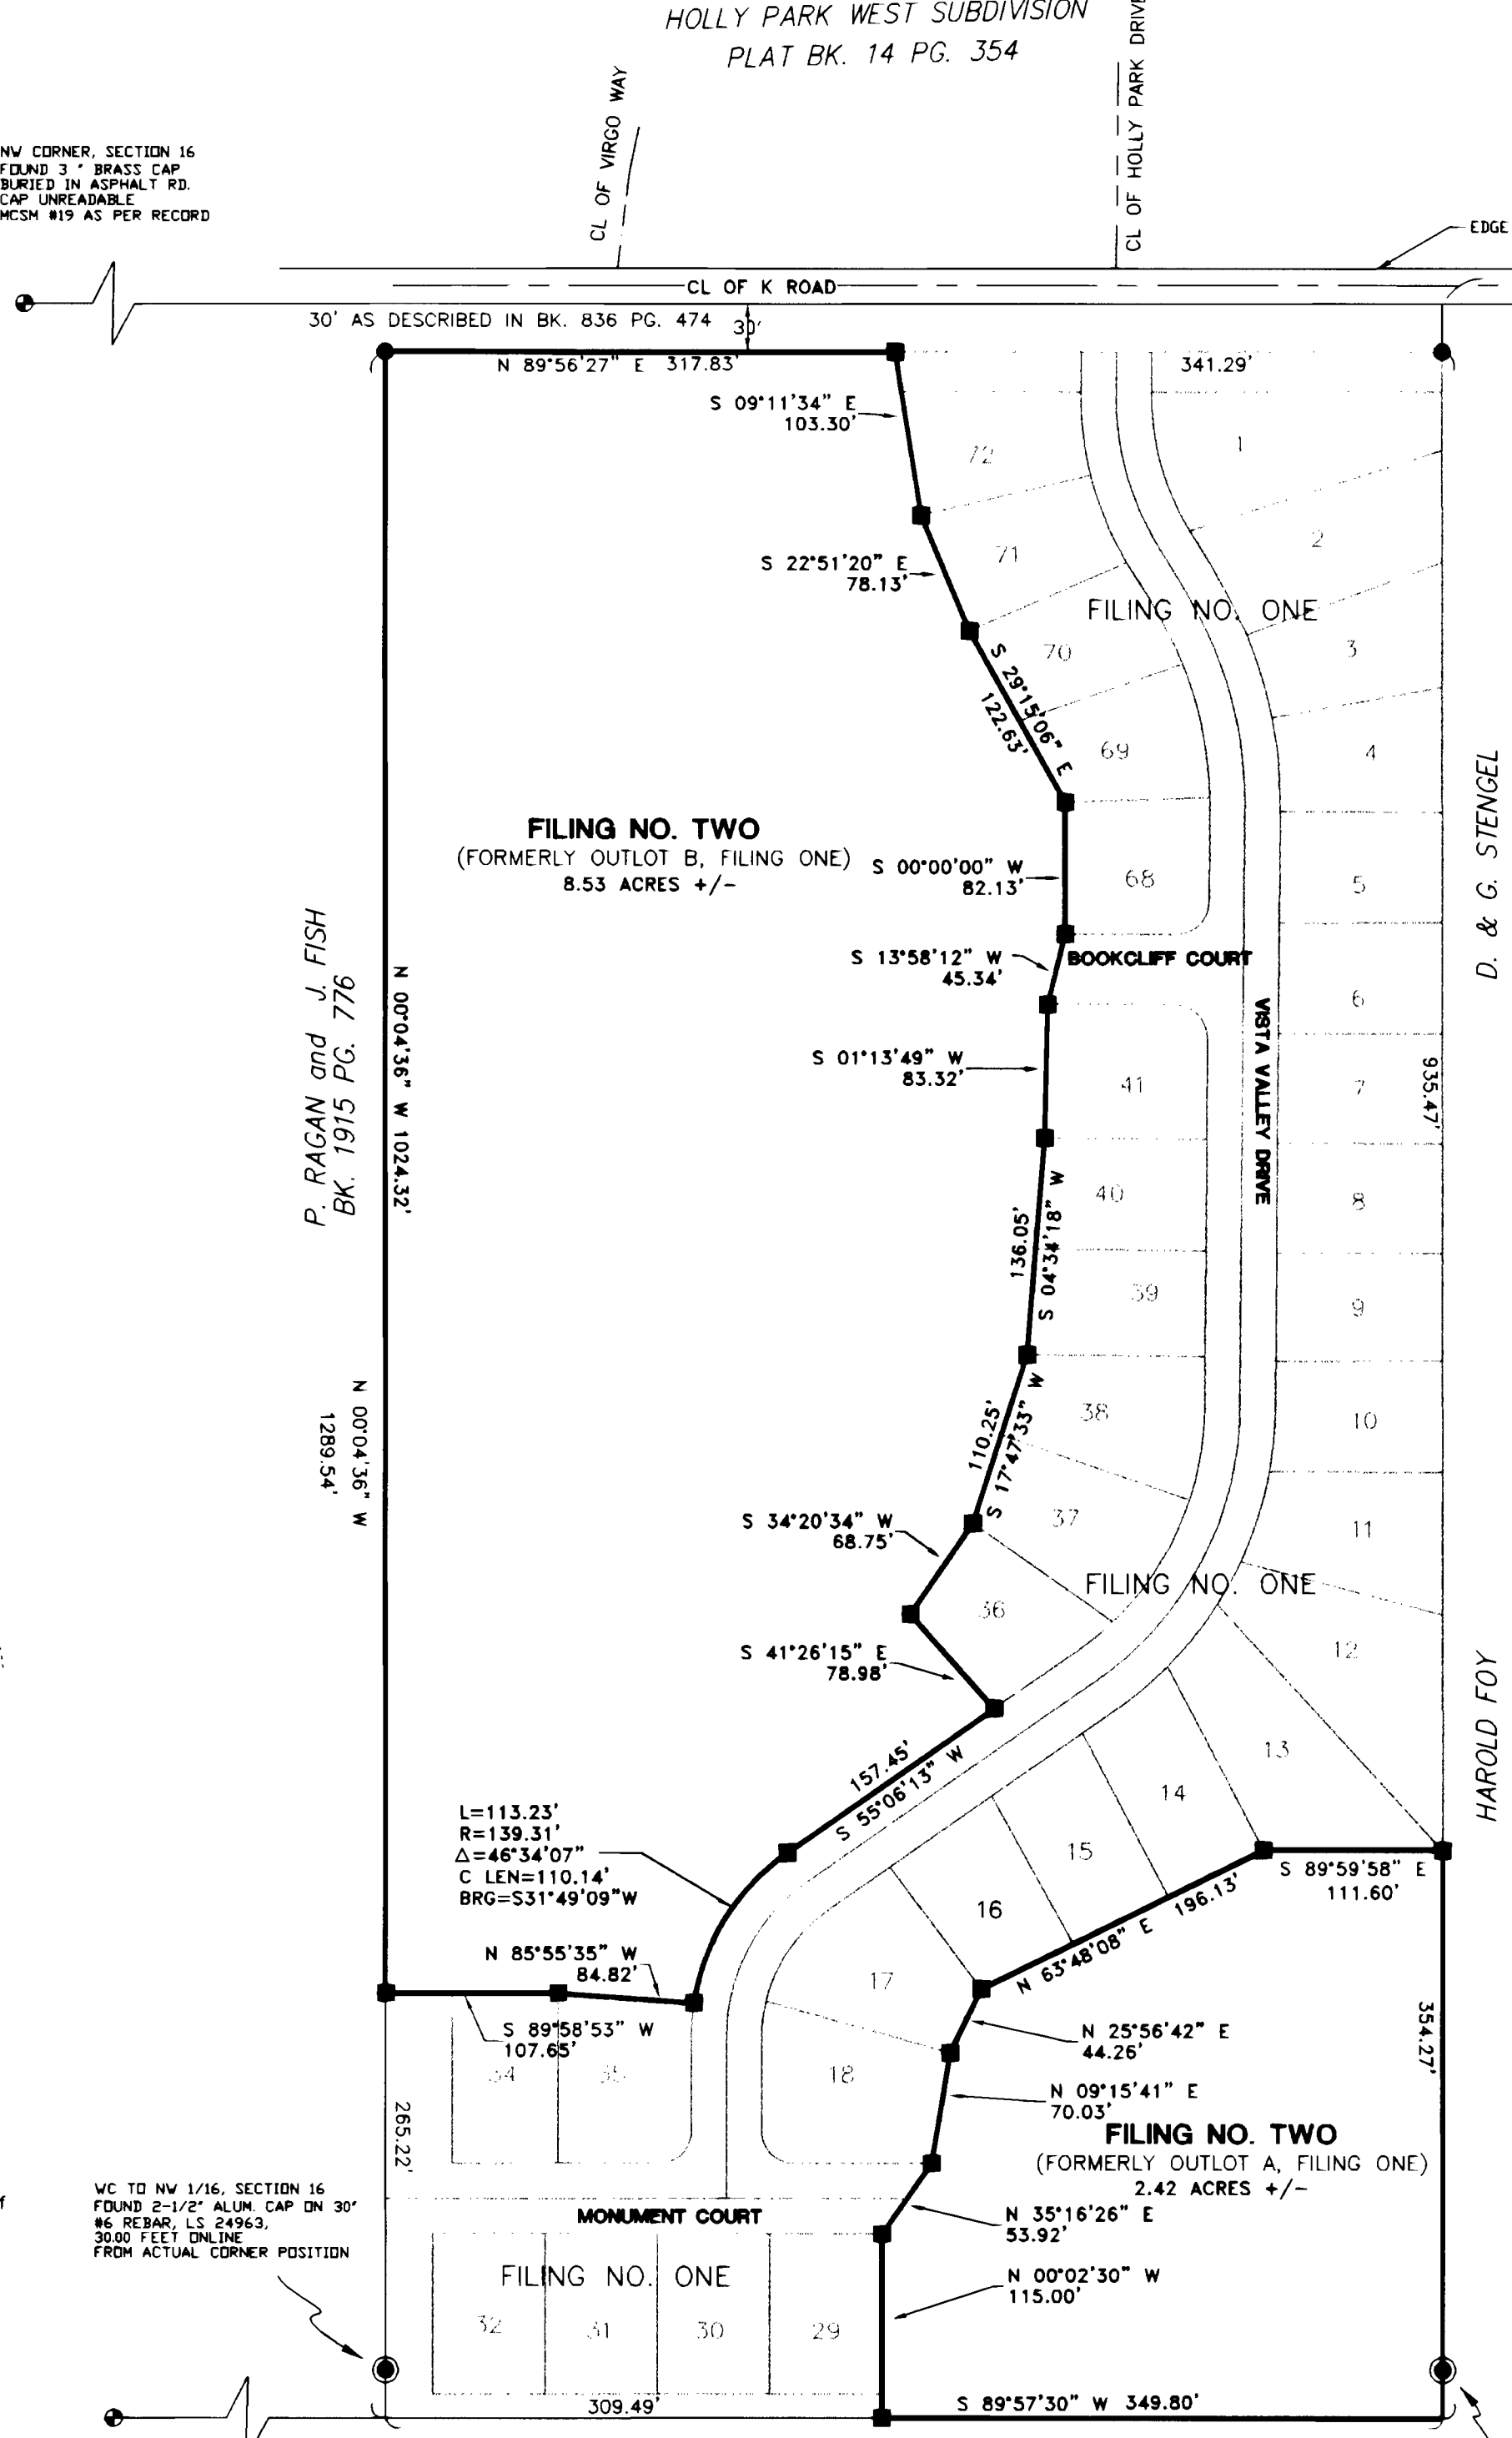 HOLLY PARK WEST SUBDIVISION
PLAT BK. 14 PG. 354
CL OF VIRGO WAY
CL OF HOLLY PARK DRIVE
NW CORNER, SECTION 16
FOUND 3 " BRASS CAP
BURIED IN ASPHALT RD.
CAP UNREADABLE
MCSM #19 AS PER RECORD
EDGE
CL OF K ROAD
30' AS DESCRIBED IN BK. 836 PG. 474
30'
N 89°56'27" E 317.83'
341.29'
S 09°11'34" E
103.30'
72
1
2
S 22°51'20" E
78.13'
71
FILING NO. ONE
70
3
S 29°15'06" E
122.63'
69
4
D. & G. STENGEL
FILING NO. TWO
(FORMERLY OUTLOT B, FILING ONE)
8.53 ACRES +/-
S 00°00'00" W
82.13'
68
5
S 13°58'12" W
45.34'
BOOKCLIFF COURT
P. RAGAN and J. FISH
BK. 1915 PG. 776
N 00°04'36" W 1024.32'
6
VISTA VALLEY DRIVE
S 01°13'49" W
83.32'
41
7
935.47'
40
8
136.05'
S 04°34'18" W
39
9
N 00°04'36" W
1289.54'
110.25'
S 17°47'33" W
38
10
S 34°20'34" W
68.75'
37
11
FILING NO. ONE
36
12
S 41°26'15" E
78.98'
HAROLD FOY
13
157.45'
S 55°06'13" W
14
L=113.23'
R=139.31'
Δ=46°34'07"
C LEN=110.14'
BRG=S31°49'09"W
15
S 89°59'58" E
111.60'
16
196.13'
N 63°48'08" E
N 85°55'35" W
84.82'
17
S 89°58'53" W
107.65'
34
35
18
N 25°56'42" E
44.26'
354.27'
N 09°15'41" E
70.03'
265.22'
FILING NO. TWO
(FORMERLY OUTLOT A, FILING ONE)
2.42 ACRES +/-
WC TO NW 1/16, SECTION 16
FOUND 2-1/2" ALUM. CAP ON 30"
#6 REBAR, LS 24963,
30.00 FEET ONLINE
FROM ACTUAL CORNER POSITION
MONUMENT COURT
N 35°16'26" E
53.92'
FILING NO. ONE
N 00°02'30" W
115.00'
32
31
30
29
309.49'
S 89°57'30" W 349.80'